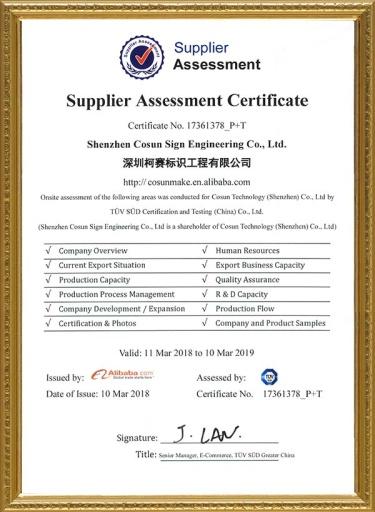 Supplier Assessment
Supplier
Assessment
Supplier Assessment Certificate
Certificate No. 17361378_P+T
Shenzhen Cosun Sign Engineering Co., Ltd.
深圳柯赛标识工程有限公司
http:// cosunmake.en.alibaba.com
Onsite assessment of the following areas was conducted for Cosun Technology (Shenzhen) Co., Ltd by
TÜV SÜD Certification and Testing (China) Co., Ltd.
(Shenzhen Cosun Sign Engineering Co., Ltd is a shareholder of Cosun Technology (Shenzhen) Co., Ltd)
√ Company Overview √ Human Resources
√ Current Export Situation √ Export Business Capacity
√ Production Capacity √ Quality Assurance
√ Production Process Management √ R & D Capacity
√ Company Development / Expansion √ Production Flow
√ Certification & Photos √ Company and Product Samples
Valid: 11 Mar 2018 to 10 Mar 2019
Issued by: Alibaba.com Assessed by: TÜV
Global trade starts here
Date of Issue: 10 Mar 2018 Certificate No. 17361378_P+T
Signature: J. LAN.
Title: Senior Manager, E-Commerce, TÜV SÜD Greater China